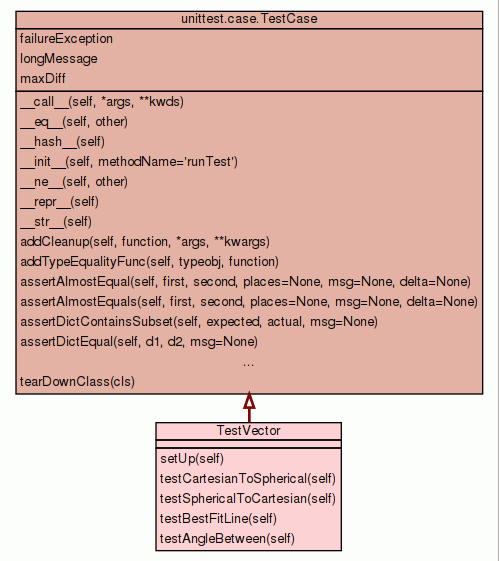 unittest.case.TestCase
failureException
longMessage
maxDiff
__call__(self, *args, **kwds)
__eq__(self, other)
__hash__(self)
__init__(self, methodName='runTest')
__ne__(self, other)
__repr__(self)
__str__(self)
addCleanup(self, function, *args, **kwargs)
addTypeEqualityFunc(self, typeobj, function)
assertAlmostEqual(self, first, second, places=None, msg=None, delta=None)
assertAlmostEquals(self, first, second, places=None, msg=None, delta=None)
assertDictContainsSubset(self, expected, actual, msg=None)
assertDictEqual(self, d1, d2, msg=None)
...
tearDownClass(cls)
TestVector
setUp(self)
testCartesianToSpherical(self)
testSphericalToCartesian(self)
testBestFitLine(self)
testAngleBetween(self)